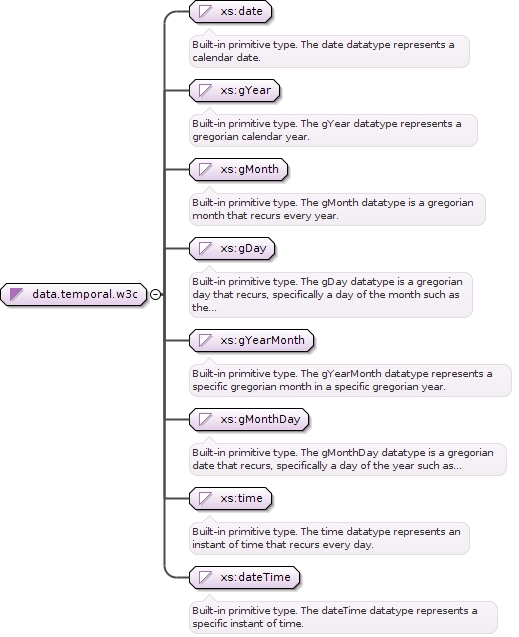 xs:date
Built-in primitive type. The date datatype represents a
calendar date.
xs:gYear
Built-in primitive type. The gYear datatype represents a
gregorian calendar year.
xs:gMonth
Built-in primitive type. The gMonth datatype is a gregorian
month that recurs every year.
xs:gDay
Built-in primitive type. The gDay datatype is a gregorian
day that recurs, specifically a day of the month such as
the...
data.temporal.w3c
xs:gYearMonth
Built-in primitive type. The gYearMonth datatype represents a
specific gregorian month in a specific gregorian year.
xs:gMonthDay
Built-in primitive type. The gMonthDay datatype is a gregorian
date that recurs, specifically a day of the year such as...
xs:time
Built-in primitive type. The time datatype represents an
instant of time that recurs every day.
xs:dateTime
Built-in primitive type. The dateTime datatype represents a
specific instant of time.